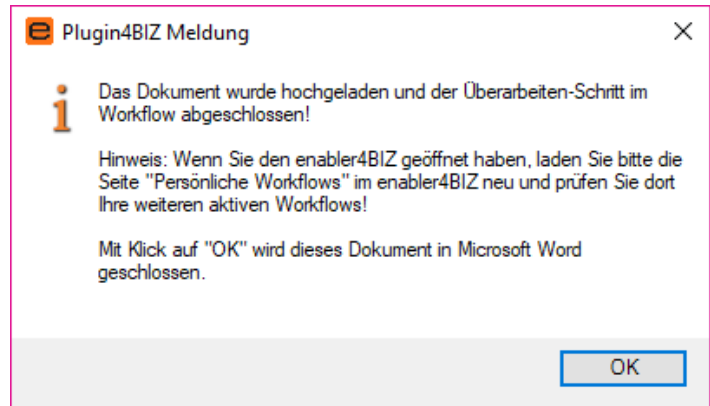 e Plugin4BIZ Meldung
i Das Dokument wurde hochgeladen und der Überarbeiten-Schritt im
Workflow abgeschlossen!
Hinweis: Wenn Sie den enabler4BIZ geöffnet haben, laden Sie bitte die
Seite "Persönliche Workflows" im enabler4BIZ neu und prüfen Sie dort
Ihre weiteren aktiven Workflows!
Mit Klick auf "OK" wird dieses Dokument in Microsoft Word
geschlossen.
OK